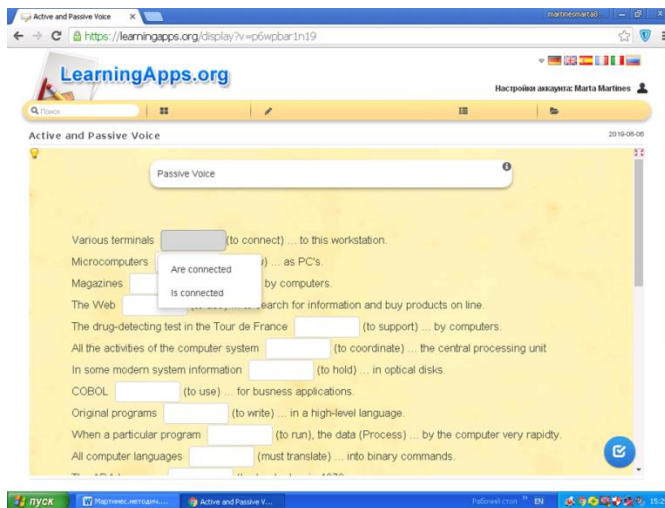 Active and Passive Voice
https://learningapps.org/display?v=p6wpbar1n19
LearningApps.org
Настройки аккаунта: Marta Martines
Поиск
Active and Passive Voice
2019-06-06
Passive Voice
Various terminals (to connect) ... to this workstation.
Microcomputers ) ... as PC's.
Are connected
Magazines by computers.
Is connected
The Web search for information and buy products on line.
The drug-detecting test in the Tour de France (to support) ... by computers.
All the activities of the computer system (to coordinate) ... the central processing unit
In some modern system information (to hold) ... in optical disks.
COBOL (to use) ... for busness applications.
Original programs (to write) ... in a high-level language.
When a particular program (to run), the data (Process) ... by the computer very rapidty.
All computer languages (must translate) ... into binary commands.
пуск
Мартинес.методич....
Active and Passive V...
Рабочий стол
EN